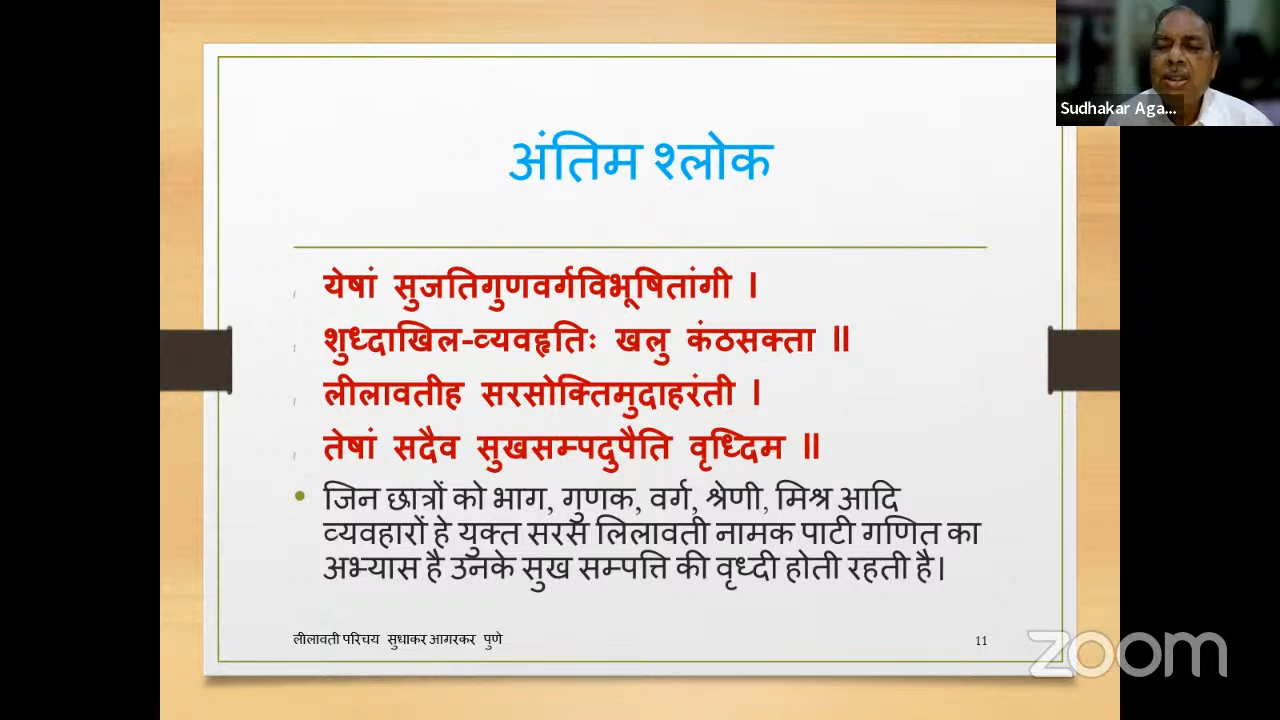 Sudhakar Aga...
अंतिम श्लोक
येषां सुजतिगुणवर्गविभूषितांगी ।
शुध्दाखिल-व्यवहृतिः खलु कंठसक्ता ॥
लीलावतीह सरसोक्तिमुदाहरंती ।
तेषां सदैव सुखसम्पदुपैति वृध्दिम ॥
• जिन छात्रों को भाग, गुणक, वर्ग, श्रेणी, मिश्र आदि
व्यवहारों हे युक्त सरस लिलावती नामक पाटी गणित का
अभ्यास है उनके सुख सम्पत्ति की वृध्दी होती रहती है।
लीलावती परिचय सुधाकर आगरकर पुणे
11
zoom